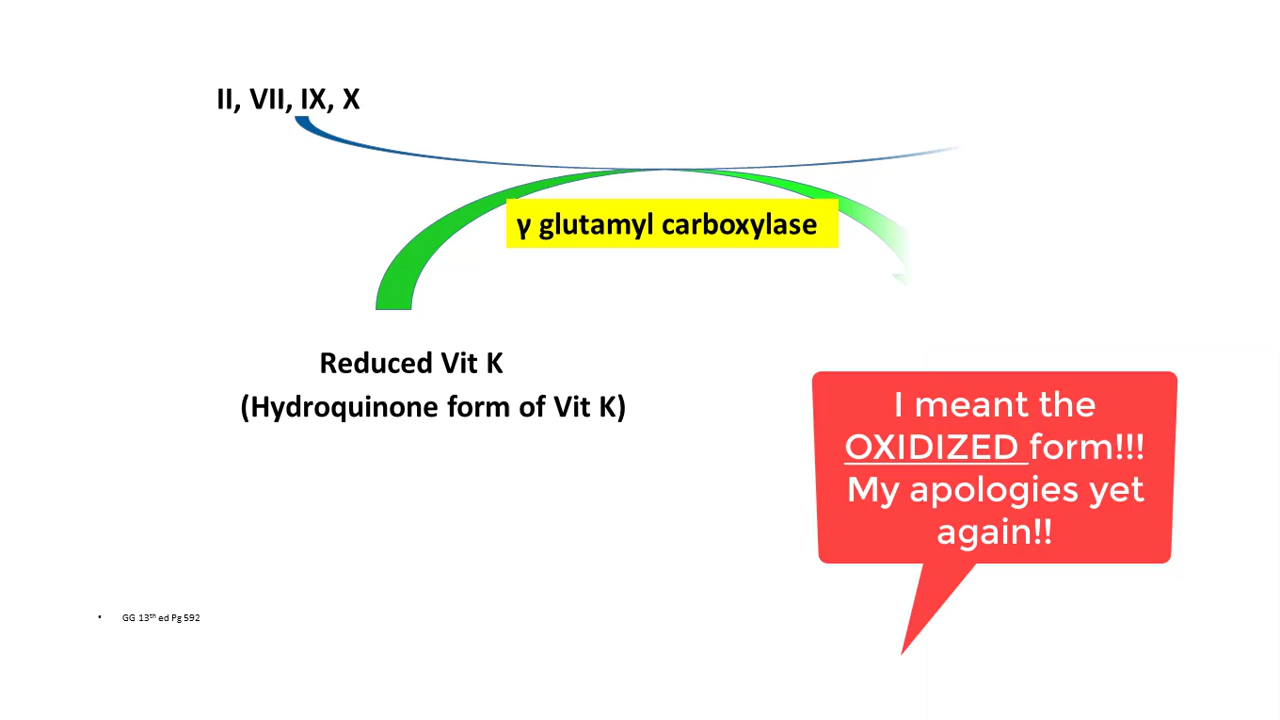 II, VII, IX, X
γ glutamyl carboxylase
Reduced Vit K
(Hydroquinone form of Vit K)
I meant the
OXIDIZED form!!!
My apologies yet
again!!
• GG 13th ed Pg 592